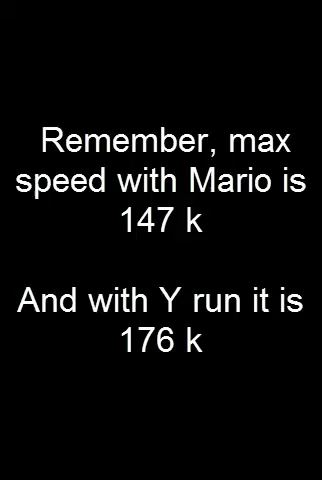 Remember, max
speed with Mario is
147 k
And with Y run it is
176 k